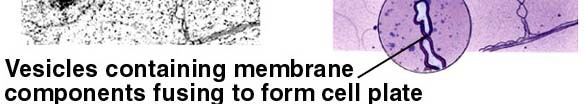 Vesicles containing membrane
components fusing to form cell plate